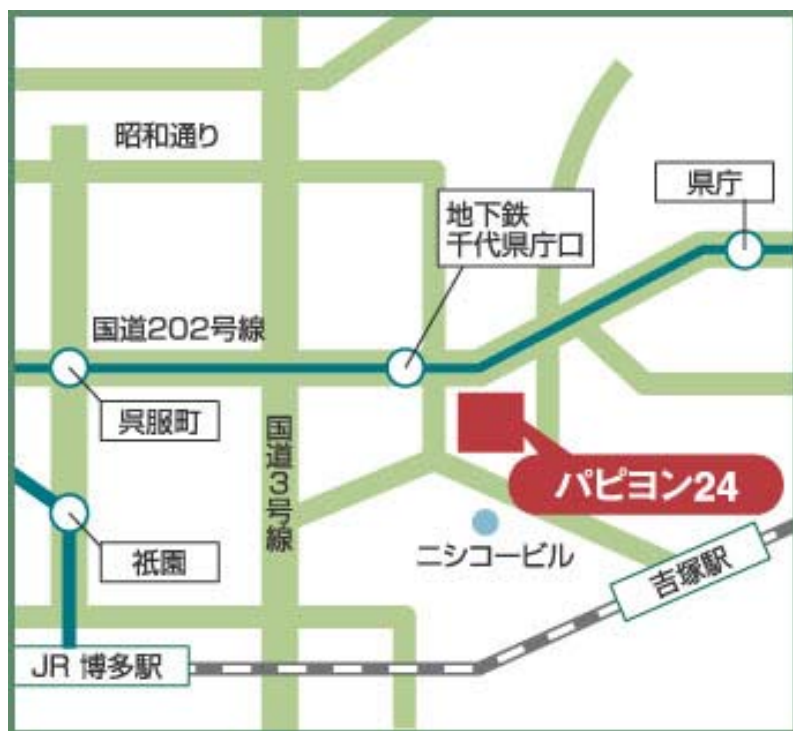 昭和通り
県庁
地下鉄
千代県庁口
国道202号線
呉服町
国道3号線
パピヨン24
ニシコービル
祇園
吉塚駅
JR 博多駅